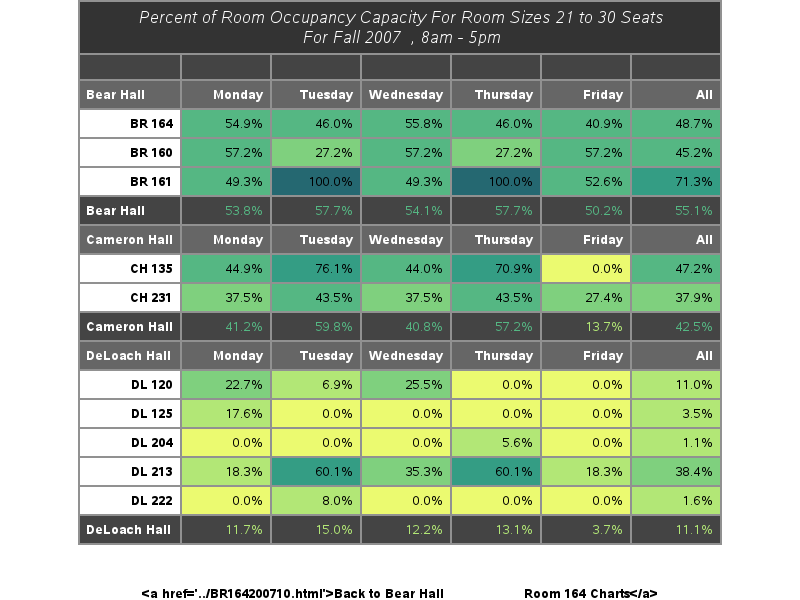 Percent of Room Occupancy Capacity For Room Sizes 21 to 30 Seats
For Fall 2007 , 8am - 5pm
Bear Hall Monday Tuesday Wednesday Thursday Friday All
BR 164 54.9% 46.0% 55.8% 46.0% 40.9% 48.7%
BR 160 57.2% 27.2% 57.2% 27.2% 57.2% 45.2%
BR 161 49.3% 100.0% 49.3% 100.0% 52.6% 71.3%
Bear Hall 53.8% 57.7% 54.1% 57.7% 50.2% 55.1%
Cameron Hall Monday Tuesday Wednesday Thursday Friday All
CH 135 44.9% 76.1% 44.0% 70.9% 0.0% 47.2%
CH 231 37.5% 43.5% 37.5% 43.5% 27.4% 37.9%
Cameron Hall 41.2% 59.8% 40.8% 57.2% 13.7% 42.5%
DeLoach Hall Monday Tuesday Wednesday Thursday Friday All
DL 120 22.7% 6.9% 25.5% 0.0% 0.0% 11.0%
DL 125 17.6% 0.0% 0.0% 0.0% 0.0% 3.5%
DL 204 0.0% 0.0% 0.0% 5.6% 0.0% 1.1%
DL 213 18.3% 60.1% 35.3% 60.1% 18.3% 38.4%
DL 222 0.0% 8.0% 0.0% 0.0% 0.0% 1.6%
DeLoach Hall 11.7% 15.0% 12.2% 13.1% 3.7% 11.1%
<a href='../BR164200710.html'>Back to Bear Hall Room 164 Charts</a>